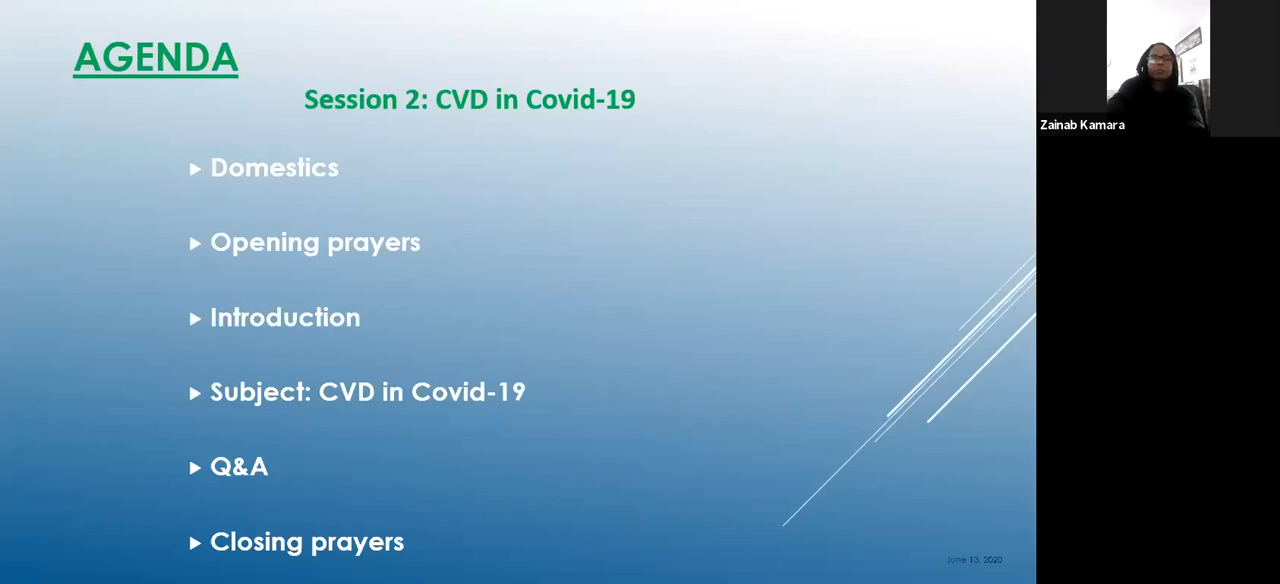 AGENDA
Session 2: CVD in Covid-19
Domestics
Opening prayers
Introduction
Subject: CVD in Covid-19
Q&A
Closing prayers
June 13, 2020
Zainab Kamara